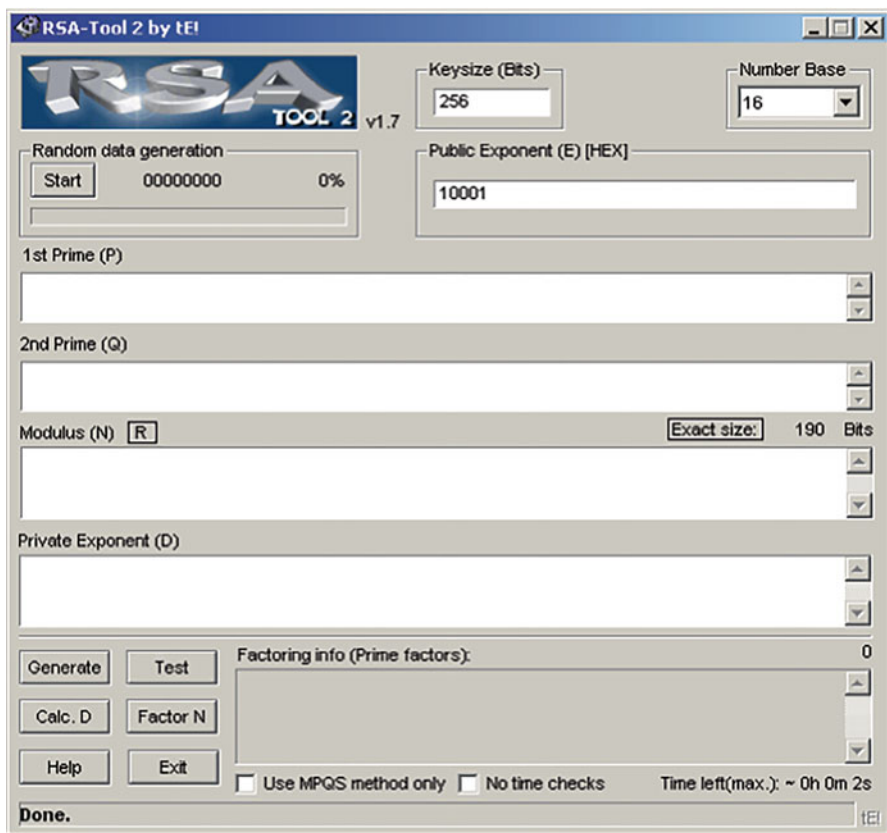 RSA-Tool 2 by tE!
RSA
TOOL 2 v1.7
Keysize (Bits)
256
Number Base
16
Random data generation
Start 00000000 0%
Public Exponent (E) [HEX]
10001
1st Prime (P)
2nd Prime (Q)
Modulus (N) R Exact size: 190 Bits
Private Exponent (D)
Generate Test
Calc. D Factor N
Help Exit
Factoring info (Prime factors): 0
Use MPQS method only No time checks Time left(max.): ~ 0h 0m 2s
Done. tE!